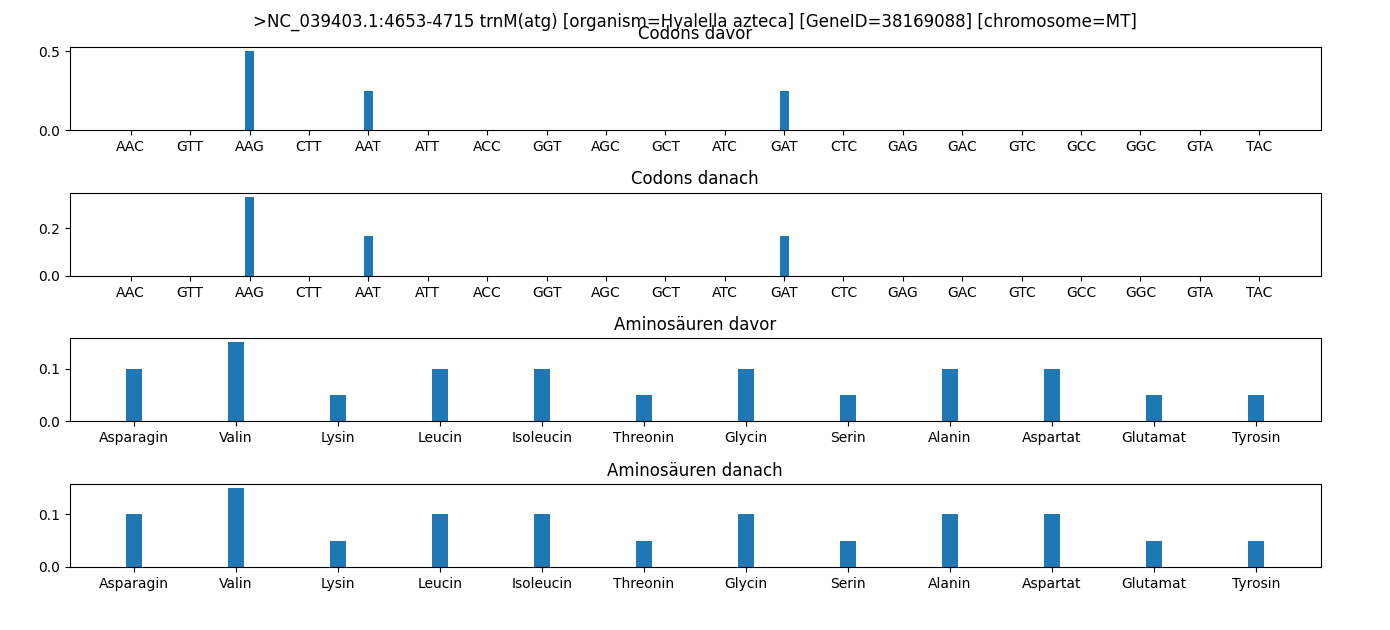 >NC_039403.1:4653-4715 trnM(atg) [organism=Hyalella azteca] [GeneID=38169088] [chromosome=MT]
Codons davor
0.5
0.0
AAC GTT AAG CTT AAT ATT ACC GGT AGC GCT ATC GAT CTC GAG GAC GTC GCC GGC GTA TAC
Codons danach
0.2
0.0
AAC GTT AAG CTT AAT ATT ACC GGT AGC GCT ATC GAT CTC GAG GAC GTC GCC GGC GTA TAC
Aminosäuren davor
0.1
0.0
Asparagin Valin Lysin Leucin Isoleucin Threonin Glycin Serin Alanin Aspartat Glutamat Tyrosin
Aminosäuren danach
0.1
0.0
Asparagin Valin Lysin Leucin Isoleucin Threonin Glycin Serin Alanin Aspartat Glutamat Tyrosin